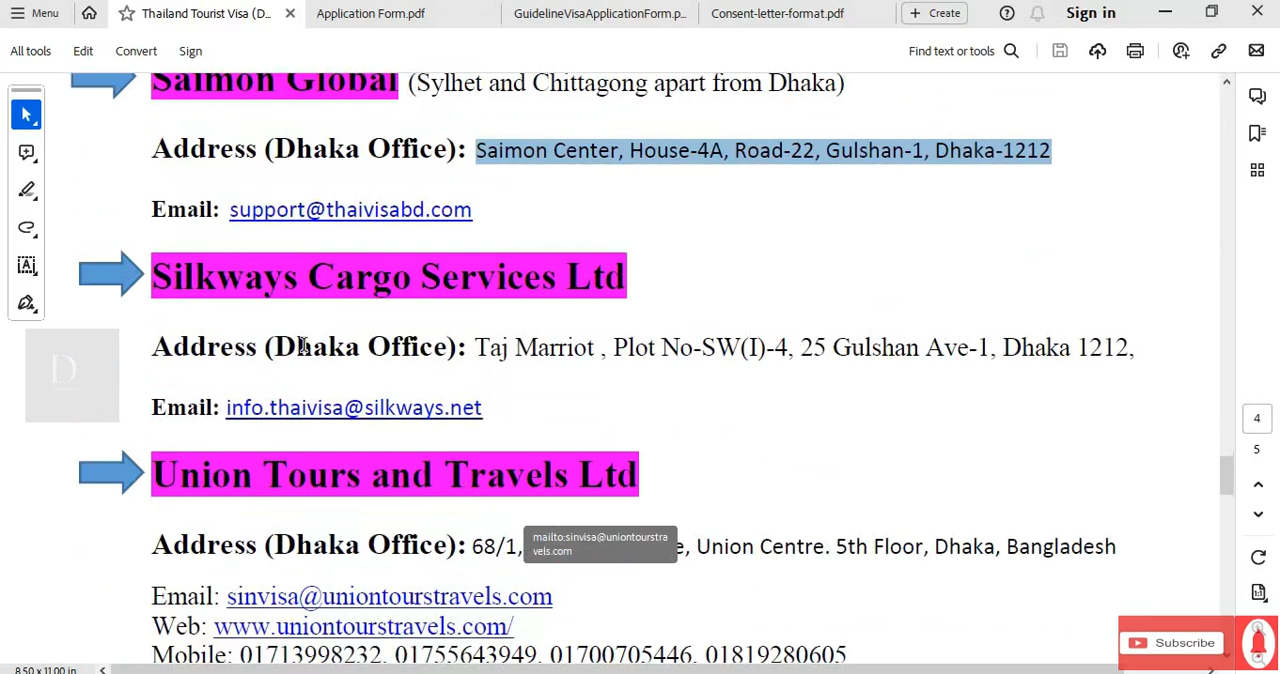 Menu
Thailand Tourist Visa (D...
Application Form.pdf
GuidelineVisaApplicationForm.p...
Consent-letter-format.pdf
Create
Sign in
All tools
Edit
Convert
Sign
Find text or tools
Saimon Global (Sylhet and Chittagong apart from Dhaka)
Address (Dhaka Office): Saimon Center, House-4A, Road-22, Gulshan-1, Dhaka-1212
Email: support@thaivisabd.com
Silkways Cargo Services Ltd
Address (Dhaka Office): Taj Marriot , Plot No-SW(I)-4, 25 Gulshan Ave-1, Dhaka 1212,
D
Email: info.thaivisa@silkways.net
4
5
Union Tours and Travels Ltd
mailto:sinvisa@uniontourstra
vels.com
Address (Dhaka Office): 68/1, Union Centre. 5th Floor, Dhaka, Bangladesh
Email: sinvisa@uniontourstravels.com
Web: www.uniontourstravels.com/
Mobile: 01713998232, 01755643949, 01700705446, 01819280605
Subscribe
8.50 x 11.00 in